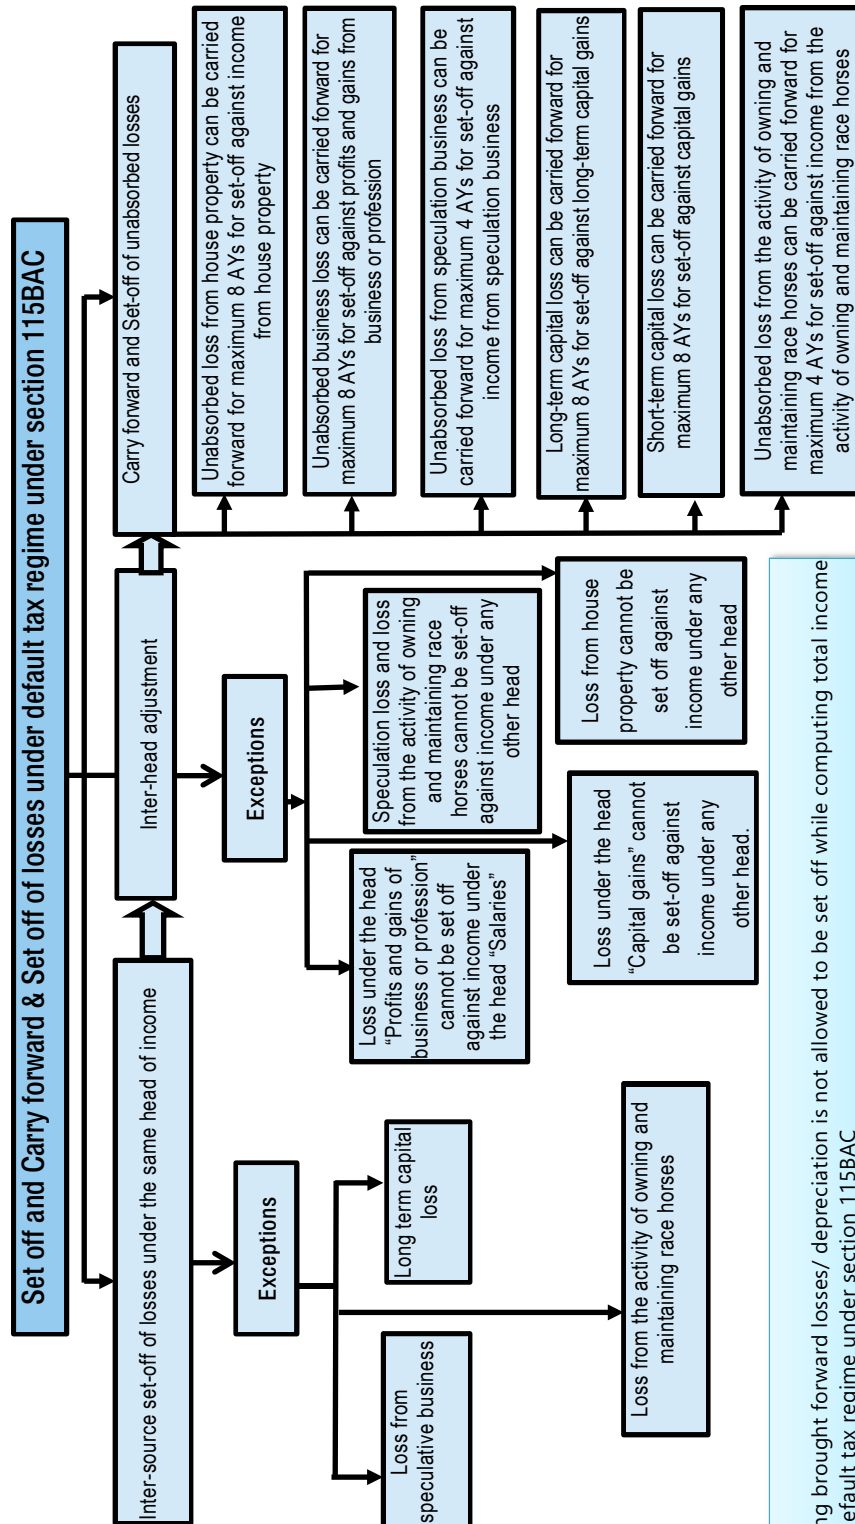 Set off and Carry forward & Set off of losses under default tax regime under section 115BAC
Inter-source set-off of losses under the same head of income
Inter-head adjustment
Carry forward and Set-off of unabsorbed losses
Exceptions
Loss from
speculative business
Long term capital
loss
Loss from the activity of owning and
maintaining race horses
Exceptions
Loss under the head
“Profits and gains of
business or profession”
cannot be set off
against income under
the head “Salaries”
Speculation loss and loss
from the activity of owning
and maintaining race
horses cannot be set-off
against income under any
other head
Loss under the head
“Capital gains” cannot
be set-off against
income under any
other head.
Loss from house
property cannot be
set off against
income under any
other head
Unabsorbed loss from house property can be carried
forward for maximum 8 AYs for set-off against income
from house property
Unabsorbed business loss can be carried forward for
maximum 8 AYs for set-off against profits and gains from
business or profession
Unabsorbed loss from speculation business can be
carried forward for maximum 4 AYs for set-off against
income from speculation business
Long-term capital loss can be carried forward for
maximum 8 AYs for set-off against long-term capital gains
Short-term capital loss can be carried forward for
maximum 8 AYs for set-off against capital gains
Unabsorbed loss from the activity of owning and
maintaining race horses can be carried forward for
maximum 4 AYs for set-off against income from the
activity of owning and maintaining race horses
brought forward losses/ depreciation is not allowed to be set off while computing total income
tax regime under section 115BAC